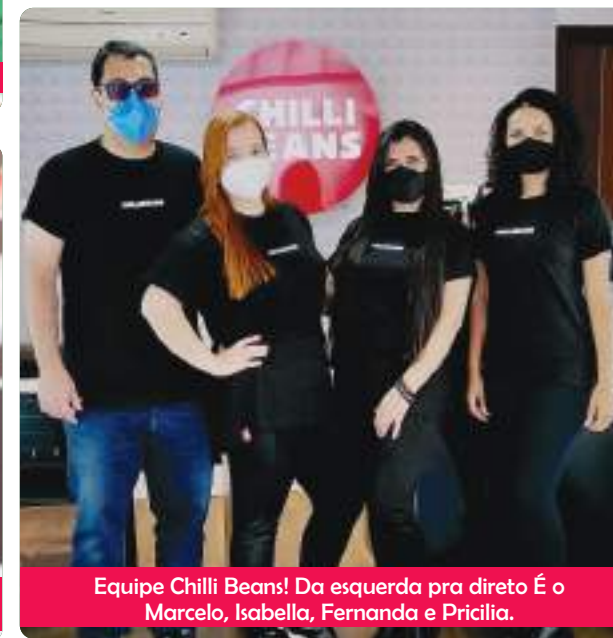 CHILLI
BEANS
Equipe Chilli Beans! Da esquerda pra direto É o
Marcelo, Isabella, Fernanda e Pricilia.